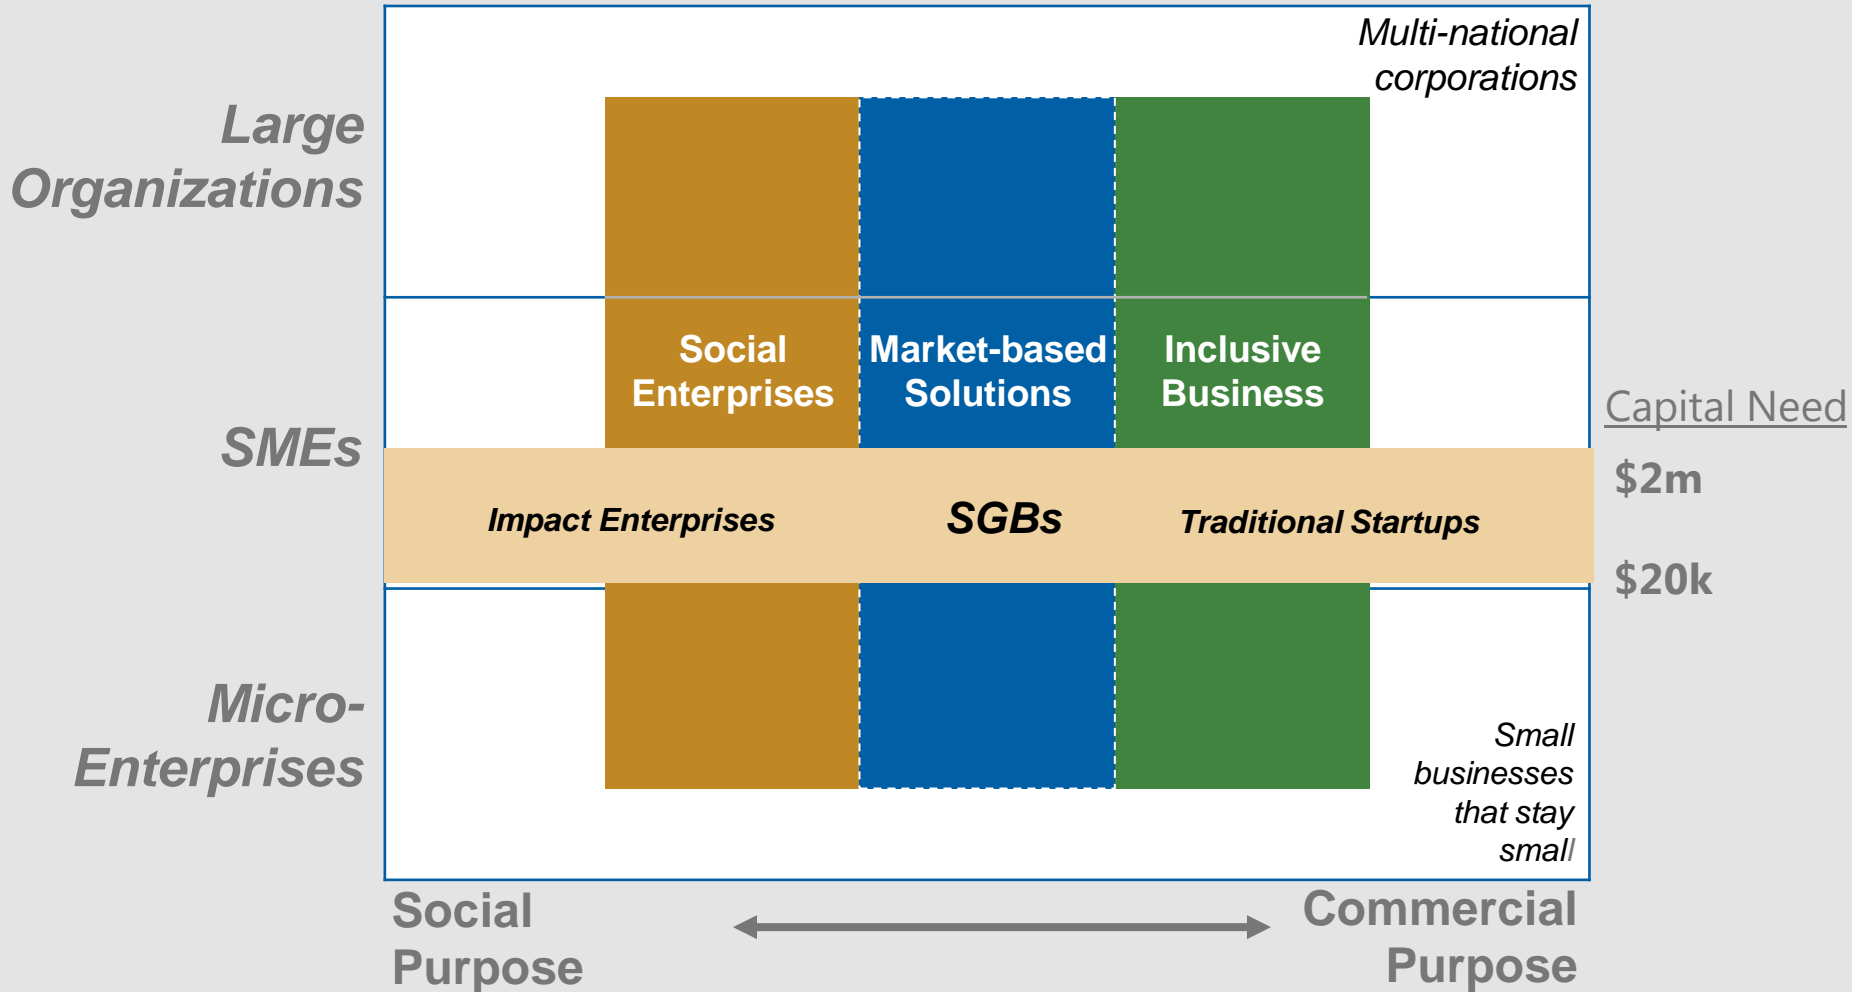 Multi-national
corporations
Large
Organizations
Social
Enterprises
Market-based
Solutions
Inclusive
Business
SMEs
Capital Need
$2m
Impact Enterprises
SGBs
Traditional Startups
$20k
Micro-
Enterprises
Small
businesses
that stay
small
Social
Purpose
Commercial
Purpose